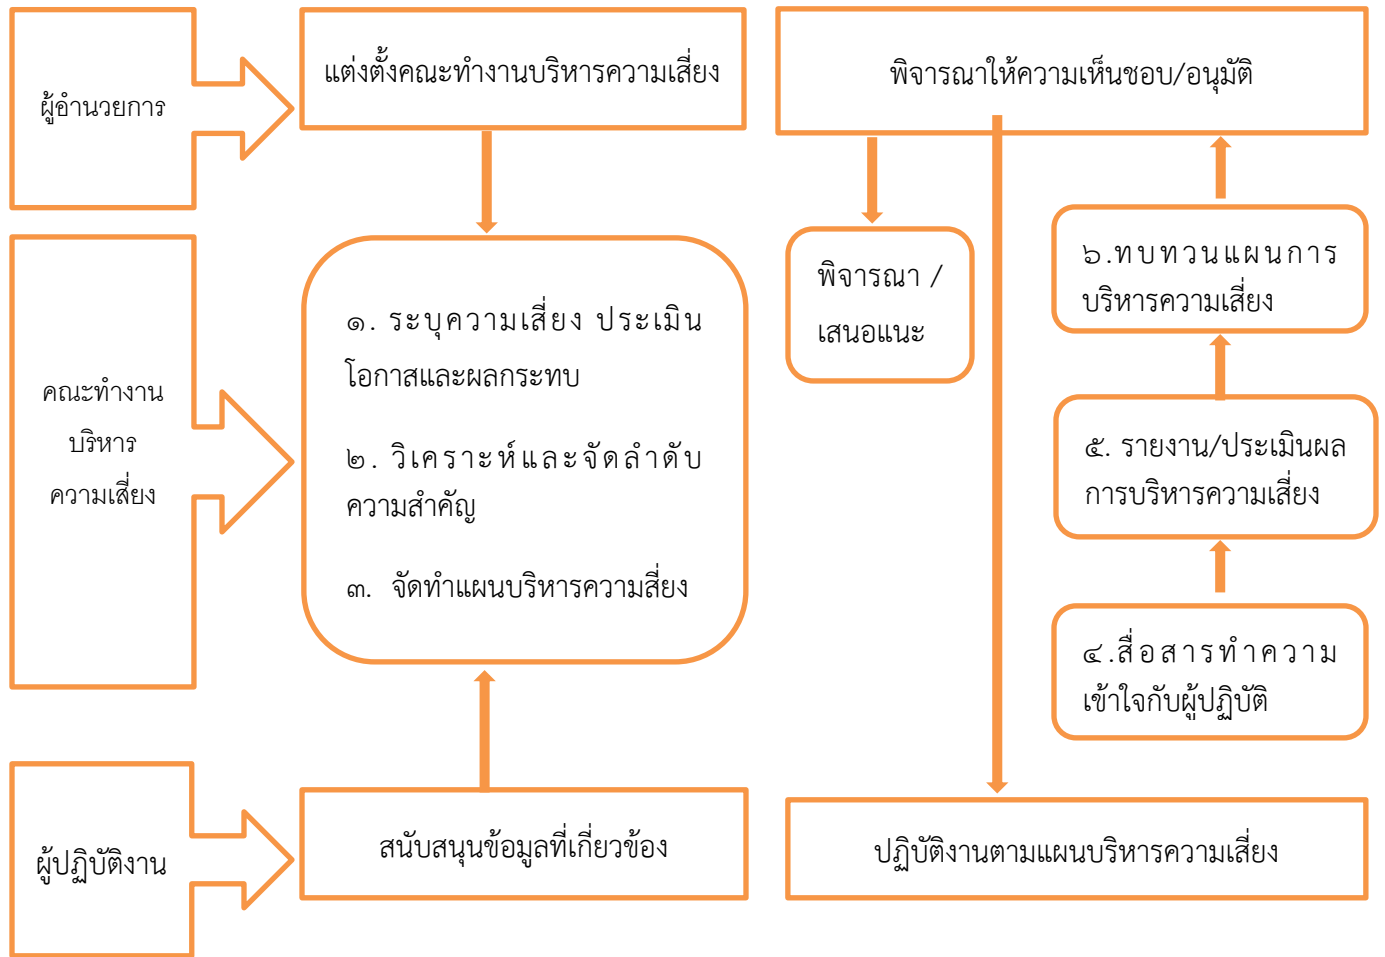 ผู้อำนวยการ
แต่งตั้งคณะทำงานบริหารความเสี่ยง
พิจารณาให้ความเห็นชอบ/อนุมัติ
คณะทำงาน
บริหาร
ความเสี่ยง
๑. ระบุความเสี่ยง ประเมิน
โอกาสและผลกระทบ
๒. วิเคราะห์และจัดลำดับ
ความสำคัญ
๓. จัดทำแผนบริหารความสี่ยง
พิจารณา /
เสนอแนะ
๖.ทบทวนแผนการ
บริหารความเสี่ยง
๕. รายงาน/ประเมินผล
การบริหารความเสี่ยง
๔.สื่อสารทำความ
เข้าใจกับผู้ปฏิบัติ
ผู้ปฏิบัติงาน
สนับสนุนข้อมูลที่เกี่ยวข้อง
ปฏิบัติงานตามแผนบริหารความเสี่ยง